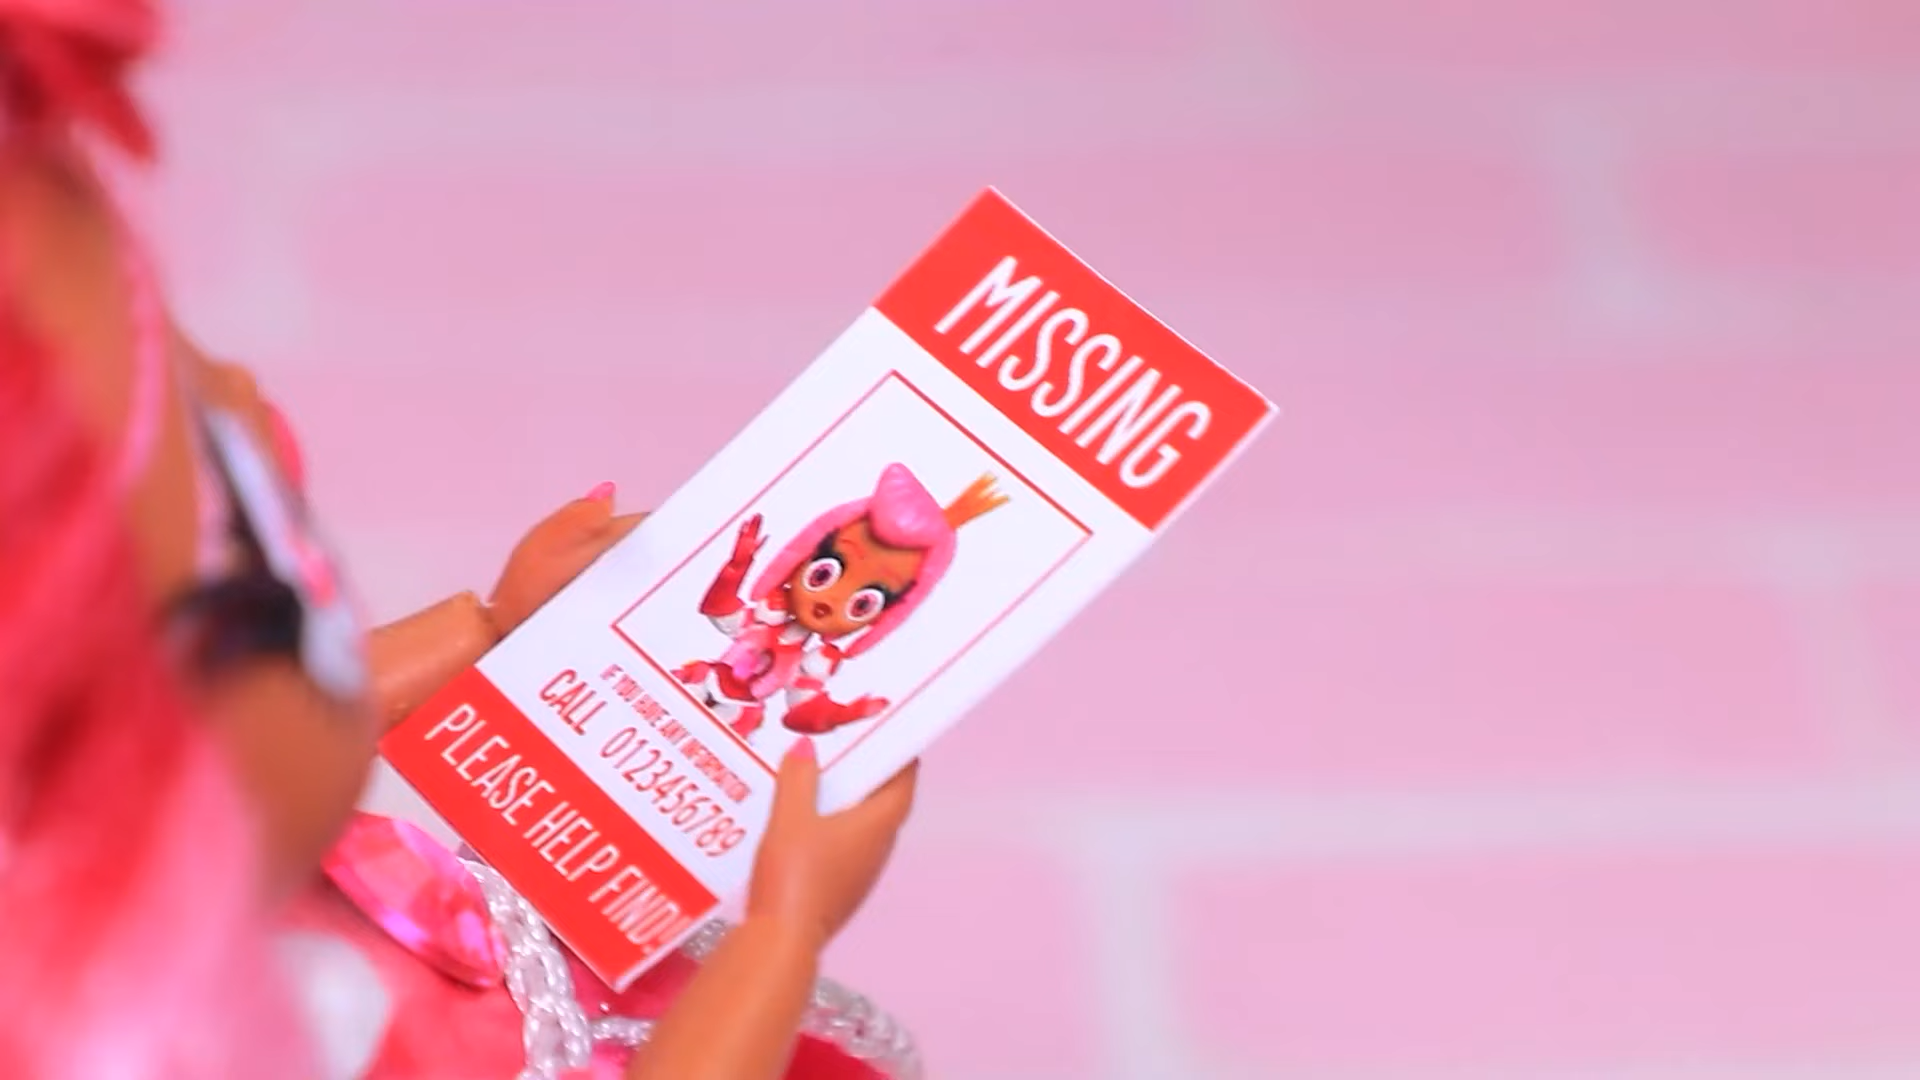 MISSING
IF YOU HAVE ANY INFORMATION
CALL 0123456789
PLEASE HELP FIND!